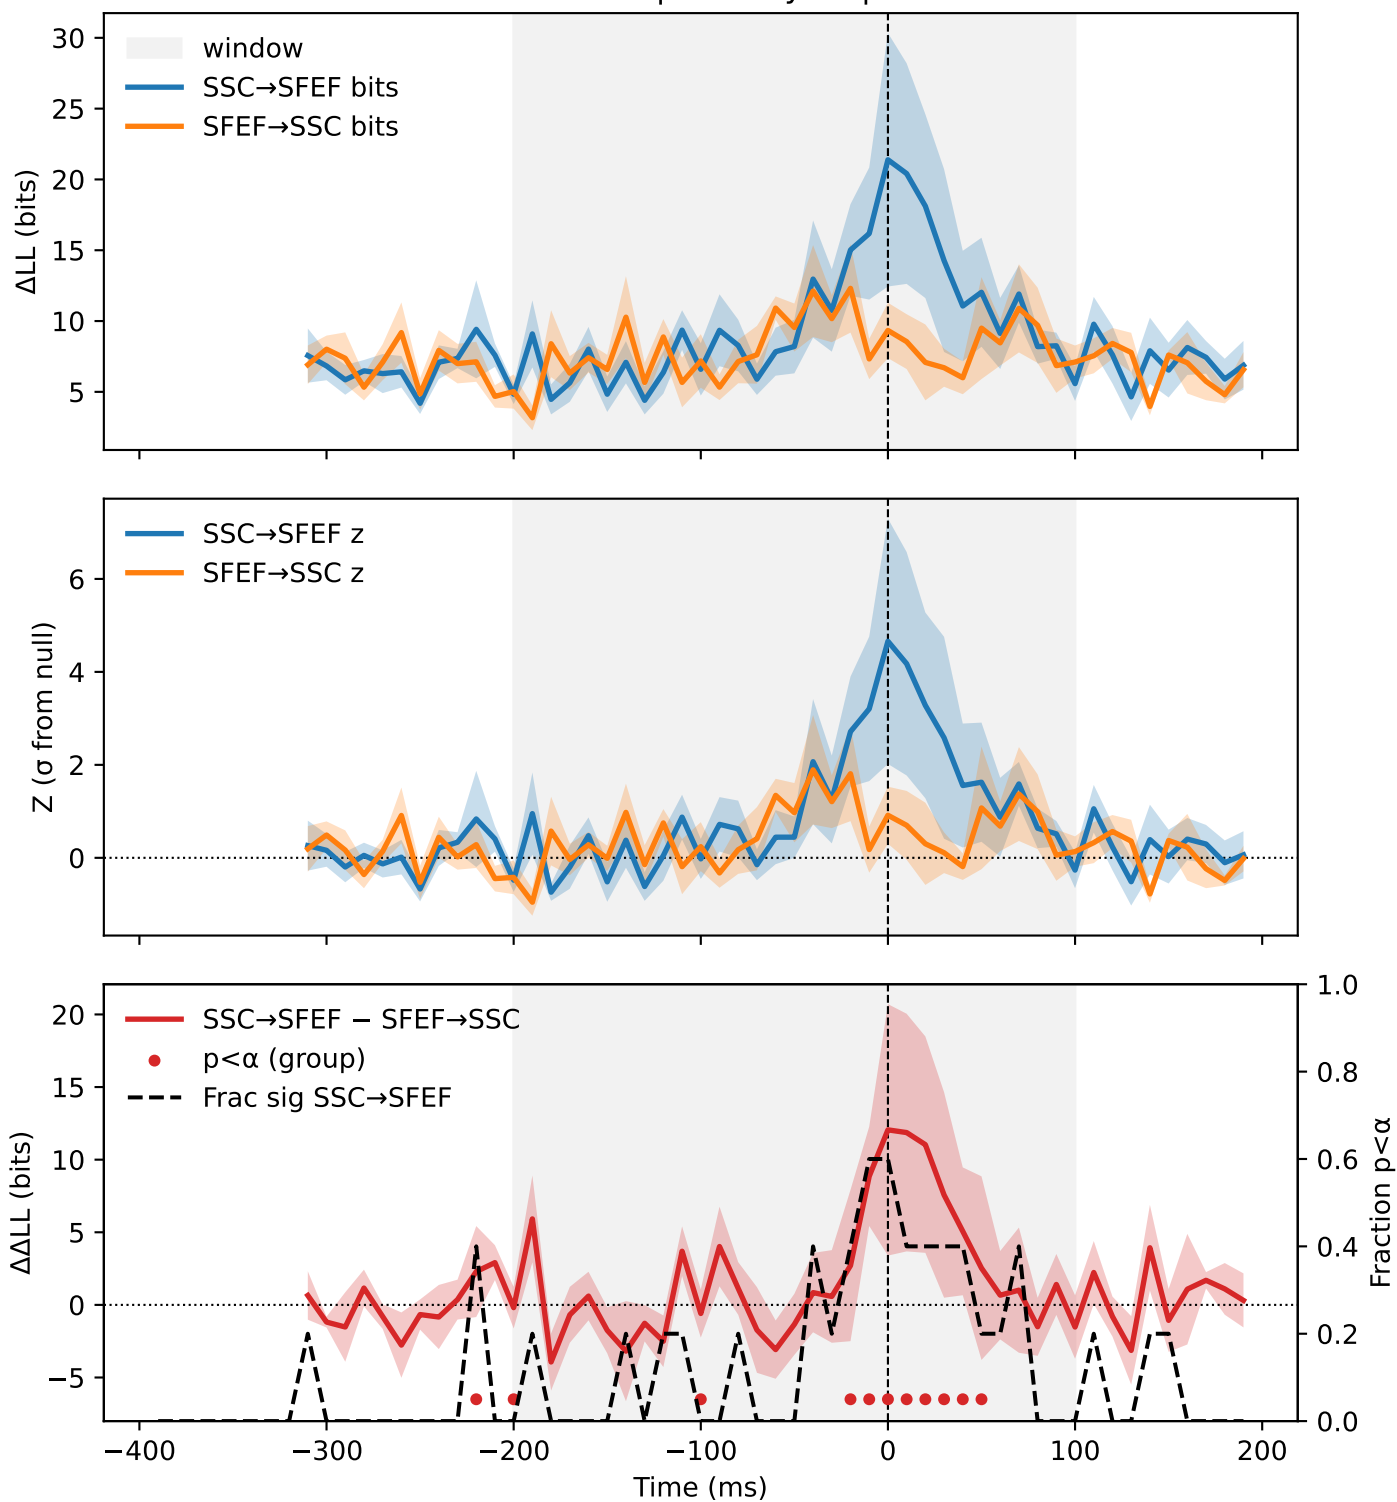 30
25
20
15
10
5
ΔLL (bits)
window
SSC→SFEF bits
SFEF→SSC bits
6
4
2
0
Z (σ from null)
SSC→SFEF z
SFEF→SSC z
20
15
10
5
0
−5
ΔΔLL (bits)
SSC→SFEF − SFEF→SSC
p<α (group)
Frac sig SSC→SFEF
1.0
0.8
0.6
0.4
0.2
0.0
Fraction p<α
−400 −300 −200 −100 0 100 200
Time (ms)